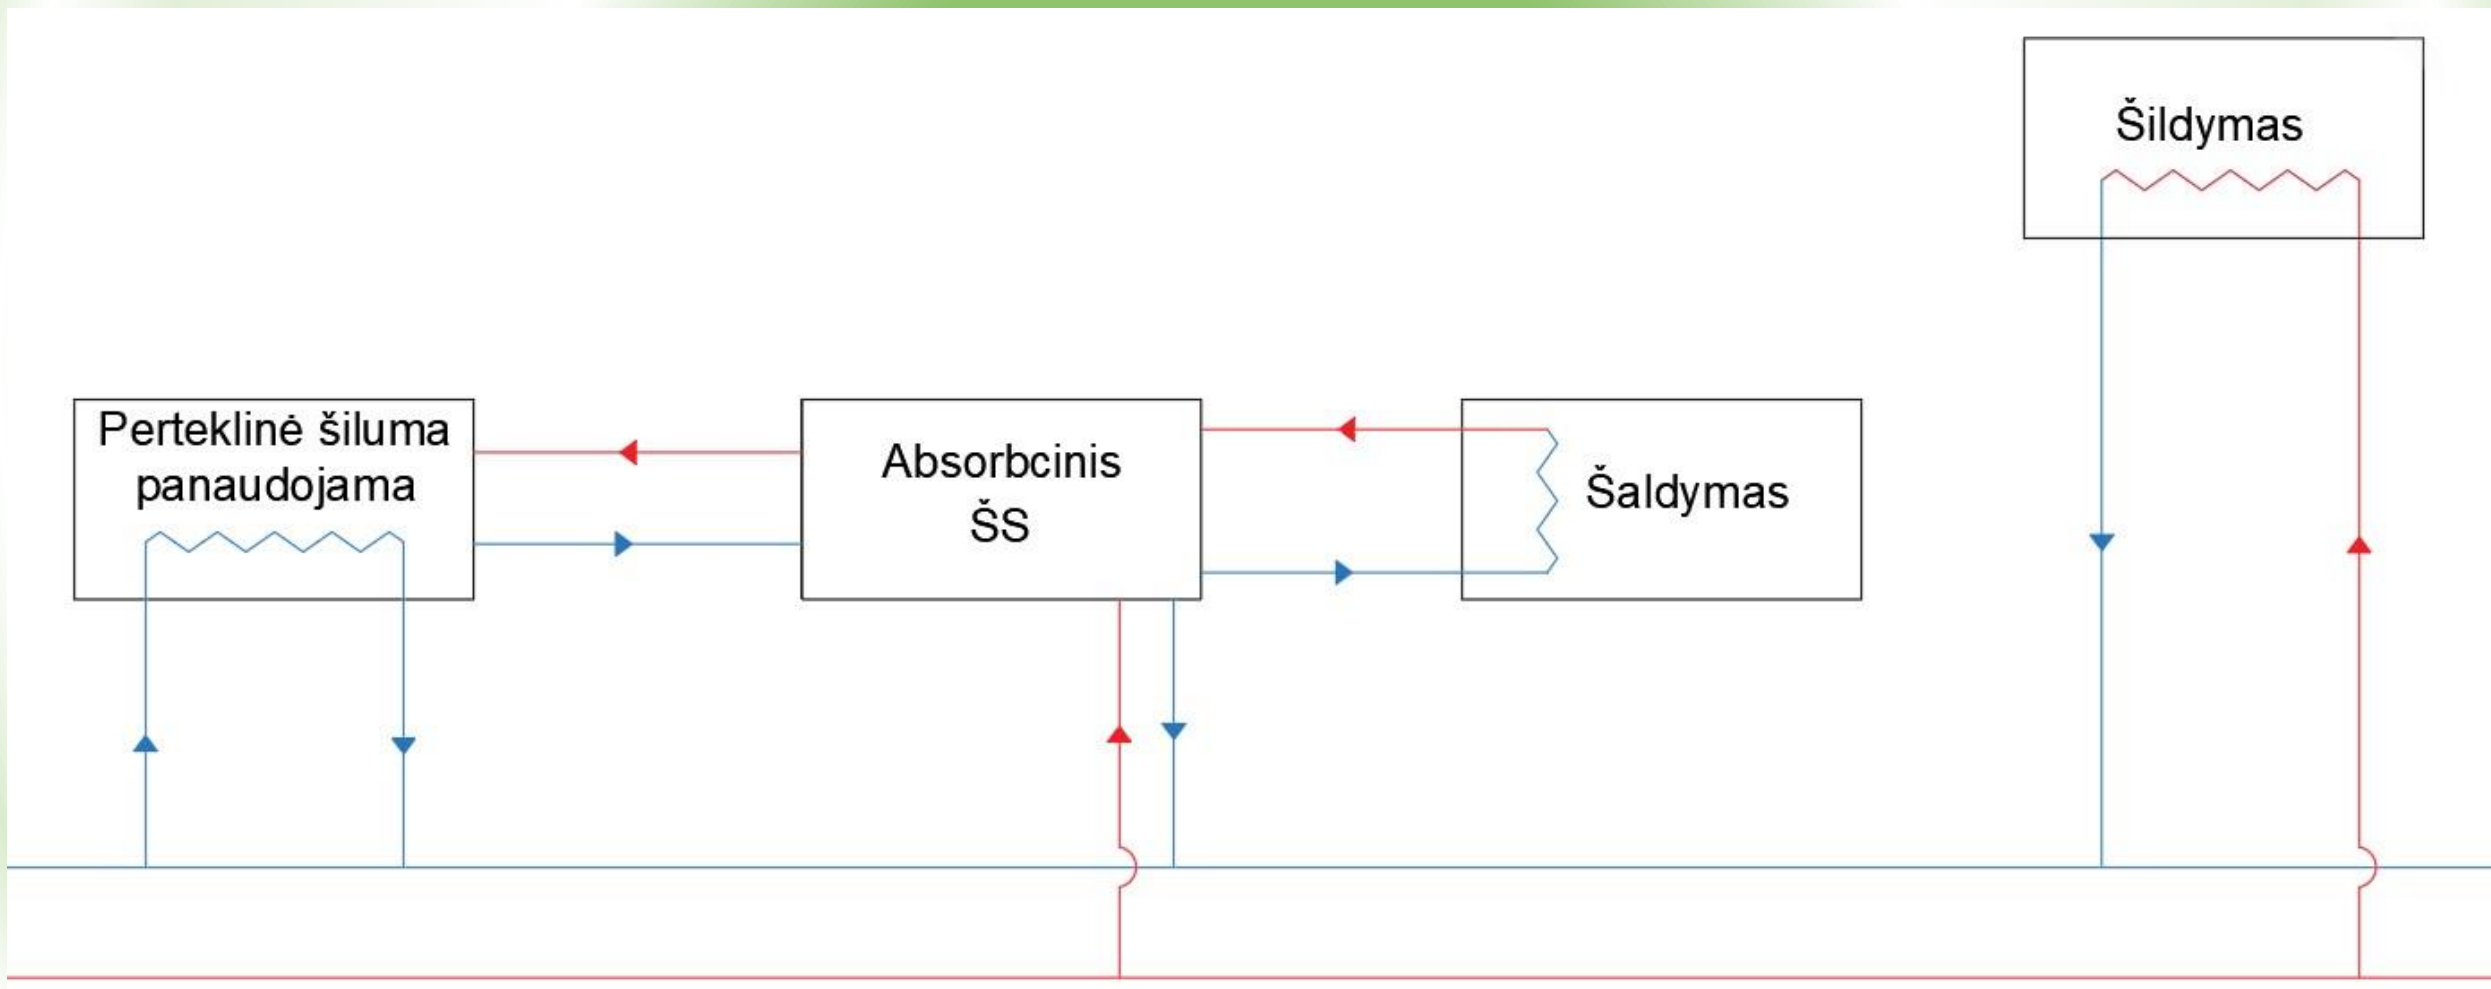 Šildymas
Perteklinė šiluma
panaudojama
Absorbcinis
ŠS
Šaldymas